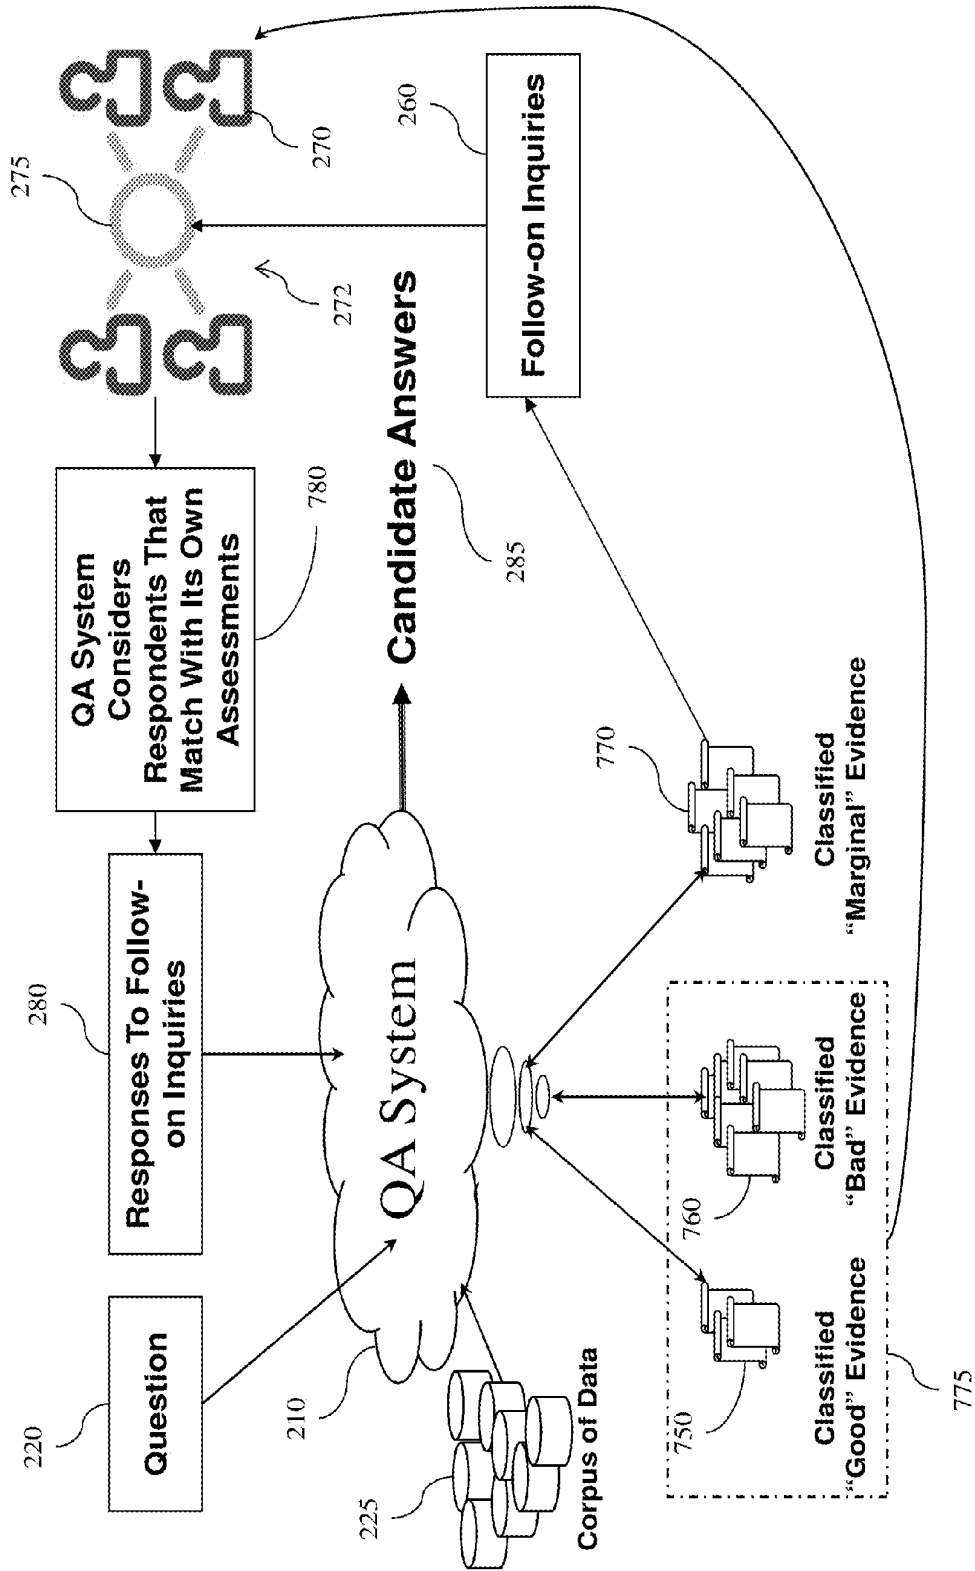 220
Question
280
Responses To Follow-
on Inquiries
QA System
Considers
Respondents That
Match With Its Own
Assessments
780
275
270
272
210
QA System
Candidate Answers
285
260
Follow-on Inquiries
225
Corpus of Data
750
Classified
“Good” Evidence
760
Classified
“Bad” Evidence
775
770
Classified
“Marginal” Evidence